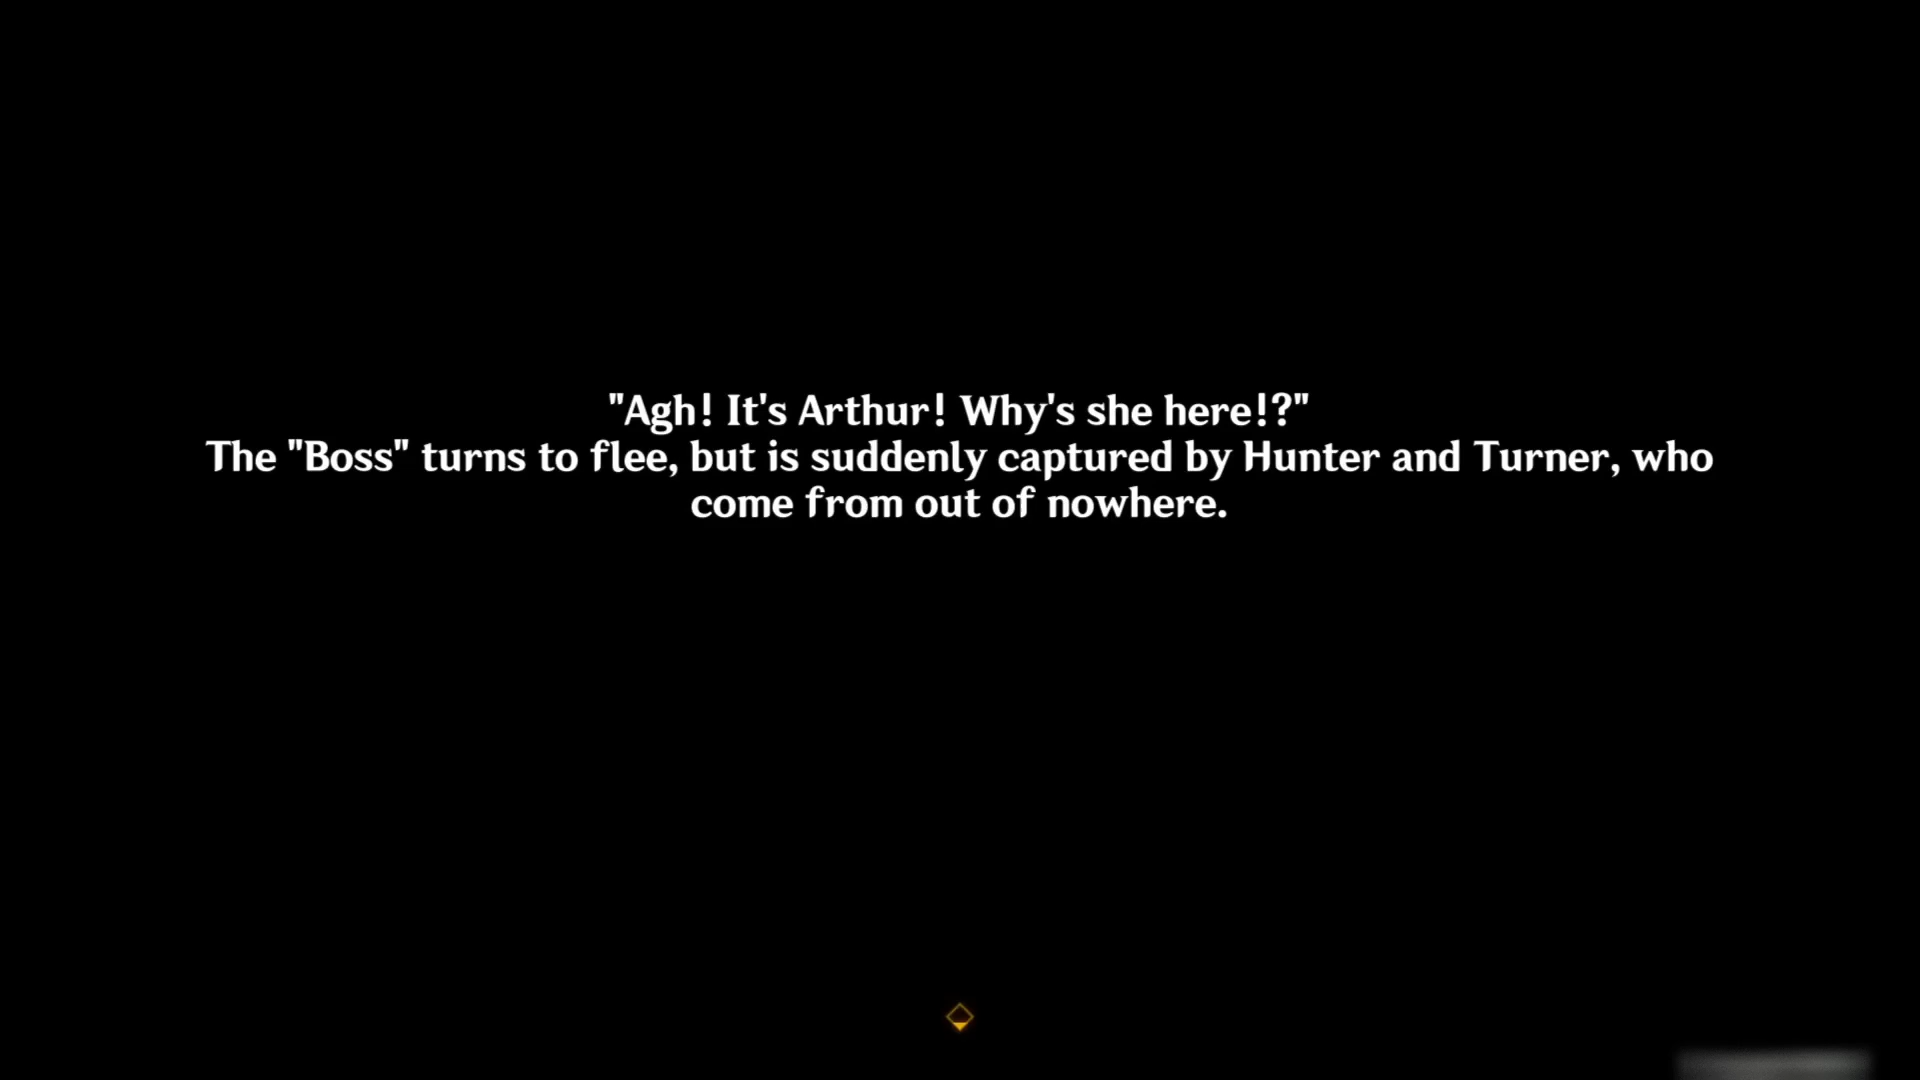 "Agh! It's Arthur! Why's she here!?"
The "Boss" turns to flee, but is suddenly captured by Hunter and Turner, who
come from out of nowhere.